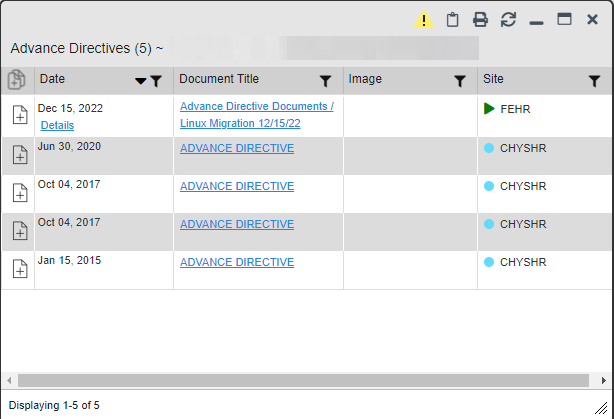 Advance Directives (5) ~
Date Document Title Image Site
Dec 15, 2022 Advance Directive Documents / FEHR
Details Linux Migration 12/15/22
Jun 30, 2020 ADVANCE DIRECTIVE CHYSHR
Oct 04, 2017 ADVANCE DIRECTIVE CHYSHR
Oct 04, 2017 ADVANCE DIRECTIVE CHYSHR
Jan 15, 2015 ADVANCE DIRECTIVE CHYSHR
Displaying 1-5 of 5